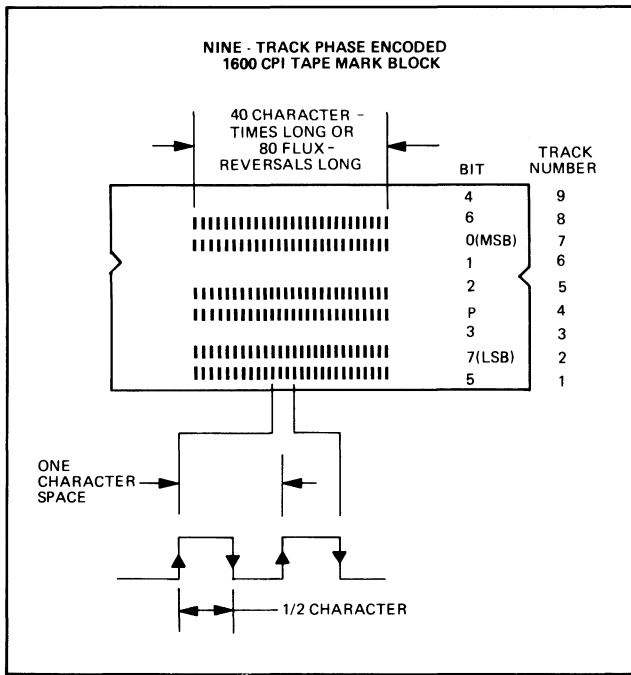 NINE - TRACK PHASE ENCODED
1600 CPI TAPE MARK BLOCK
40 CHARACTER -
TIMES LONG OR
80 FLUX -
REVERSALS LONG
BIT
TRACK
NUMBER
4 9
6 8
0(MSB) 7
1 6
2 5
P 4
3 3
7(LSB) 2
5 1
ONE
CHARACTER
SPACE
1/2 CHARACTER